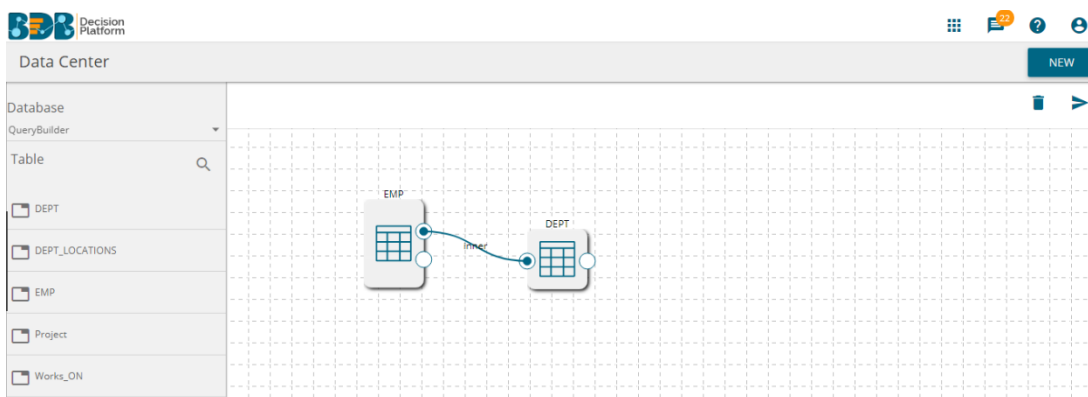 BDB Decision Platform
22
?
Data Center
NEW
Database
QueryBuilder
Table
DEPT
DEPT_LOCATIONS
EMP
Project
Works_ON
EMP
inner
DEPT